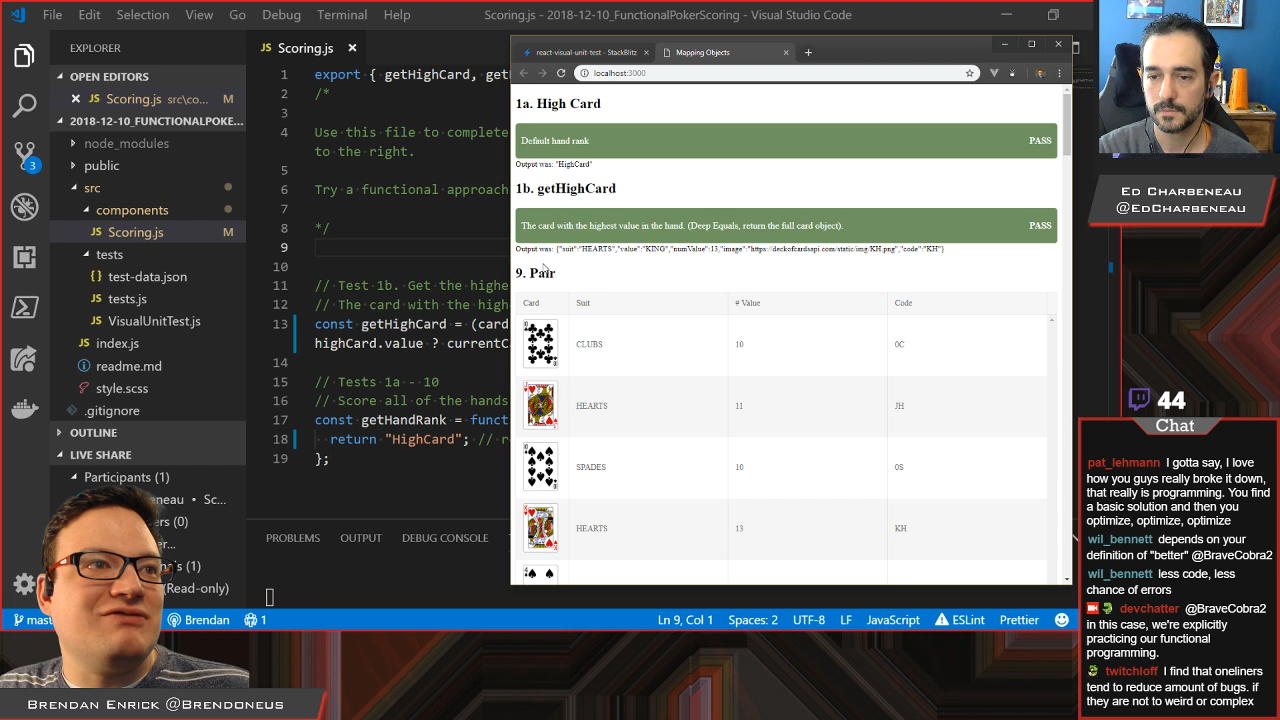 File Edit Selection View Go Debug Terminal Help
Scoring.js - 2018-12-10_FunctionalPokerScoring - Visual Studio Code
EXPLORER
OPEN EDITORS
Scoring.js src\co... M
2018-12-10_FUNCTIONALPOKE...
node_modules
public
src
components
Scoring.js M
tests
test-data.json
tests.js
VisualUnitTest.js
index.js
readme.md
style.scss
.gitignore
OUTLINE
LIVE SHARE
Participants (1)
Sc...
(0)
(1)
(Read-only)
3
Scoring.js
1 export { getHighCard, get
2 /*
3
4 Use this file to complete
to the right.
5
6 Try a functional approach
7
8 */
9
10
11 // Test 1b. Get the highe
12 // The card with the high
13 const getHighCard = (card
highCard.value ? currentC
14
15 // Tests 1a - 10
16 // Score all of the hands
17 const getHandRank = funct
18 return "HighCard"; // r
19 };
PROBLEMS OUTPUT DEBUG CONSOLE
Brendan 1
Ln 9, Col 1 Spaces: 2 UTF-8 LF JavaScript ESLint Prettier
react-visual-unit-test - StackBlitz
Mapping Objects
localhost:3000
1a. High Card
Default hand rank PASS
Output was: "HighCard"
1b. getHighCard
The card with the highest value in the hand. (Deep Equals, return the full card object). PASS
Output was: {"suit":"HEARTS","value":"KING","numValue":13,"image":"https://deckofcardsapi.com/static/img/KH.png","code":"KH"}
9. Pair
Card Suit # Value Code
CLUBS 10 0C
HEARTS 11 JH
SPADES 10 0S
HEARTS 13 KH
Ed Charbeneau
@EdCharbeneau
44
Chat
pat_lehmann I gotta say, I love
how you guys really broke it down,
that really is programming. You find
a basic solution and then you
optimize, optimize, optimize
wil_bennett depends on your
definition of "better" @BraveCobra2
wil_bennett less code, less
chance of errors
devchatter @BraveCobra2
in this case, we're explicitly
practicing our functional
programming.
twitchloff I find that oneliners
tend to reduce amount of bugs. if
they are not to weird or complex
Brendan Enrick @Brendoneus